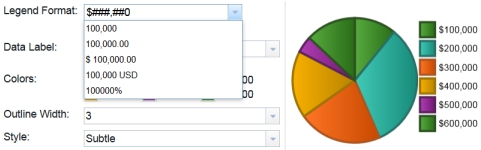 Legend Format: $###,##0
100,000
100,000.00
$ 100,000.00
100,000 USD
100000%
Data Label:
Colors:
00
00
Outline Width: 3
Style: Subtle
$100,000
$200,000
$300,000
$400,000
$500,000
$600,000